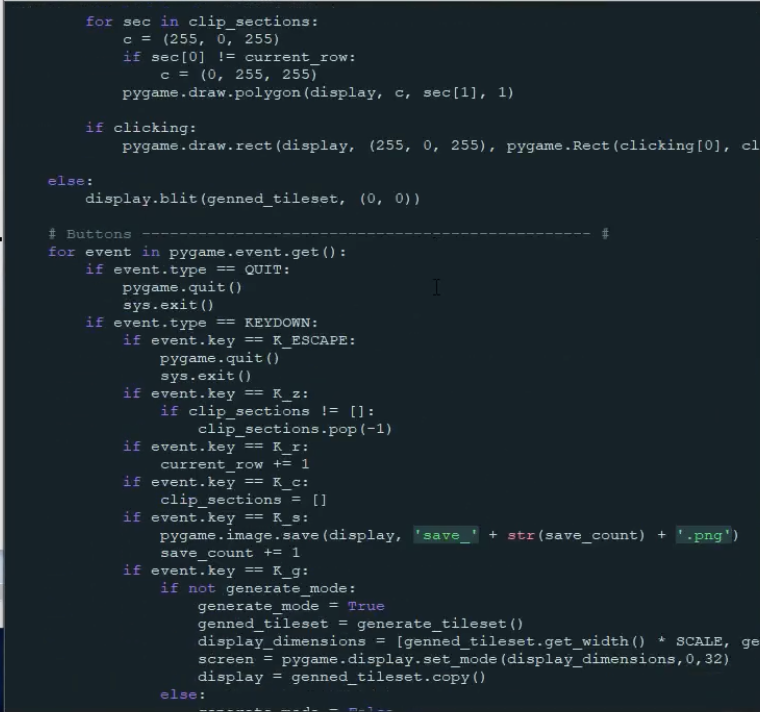 for sec in clip_sections:
c = (255, 0, 255)
if sec[0] != current_row:
c = (0, 255, 255)
pygame.draw.polygon(display, c, sec[1], 1)
if clicking:
pygame.draw.rect(display, (255, 0, 255), pygame.Rect(clicking[0], cl
else:
display.blit(genned_tileset, (0, 0))
# Buttons ------------------------------------------------ #
for event in pygame.event.get():
if event.type == QUIT:
pygame.quit()
sys.exit()
if event.type == KEYDOWN:
if event.key == K_ESCAPE:
pygame.quit()
sys.exit()
if event.key == K_z:
if clip_sections != []:
clip_sections.pop(-1)
if event.key == K_r:
current_row += 1
if event.key == K_c:
clip_sections = []
if event.key == K_s:
pygame.image.save(display, 'save_' + str(save_count) + '.png')
save_count += 1
if event.key == K_g:
if not generate_mode:
generate_mode = True
genned_tileset = generate_tileset()
display_dimensions = [genned_tileset.get_width() * SCALE, ge
screen = pygame.display.set_mode(display_dimensions,0,32)
display = genned_tileset.copy()
else: